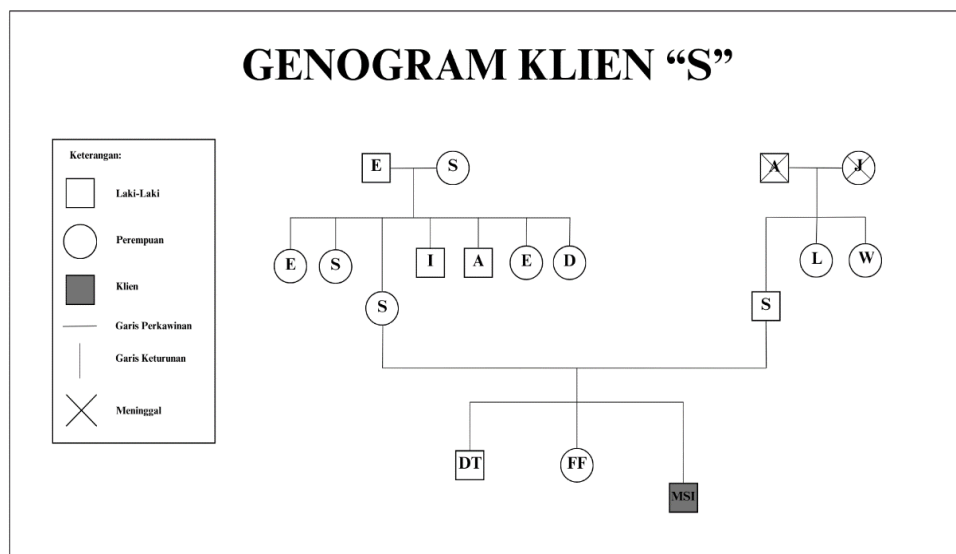 GENOGRAM KLIEN “S”
Keterangan:
Laki-Laki
Perempuan
Klien
Garis Perkawinan
Garis Keturunan
Meninggal
E S
A J
E S I A E D
L W
S
S
DT FF
MSI